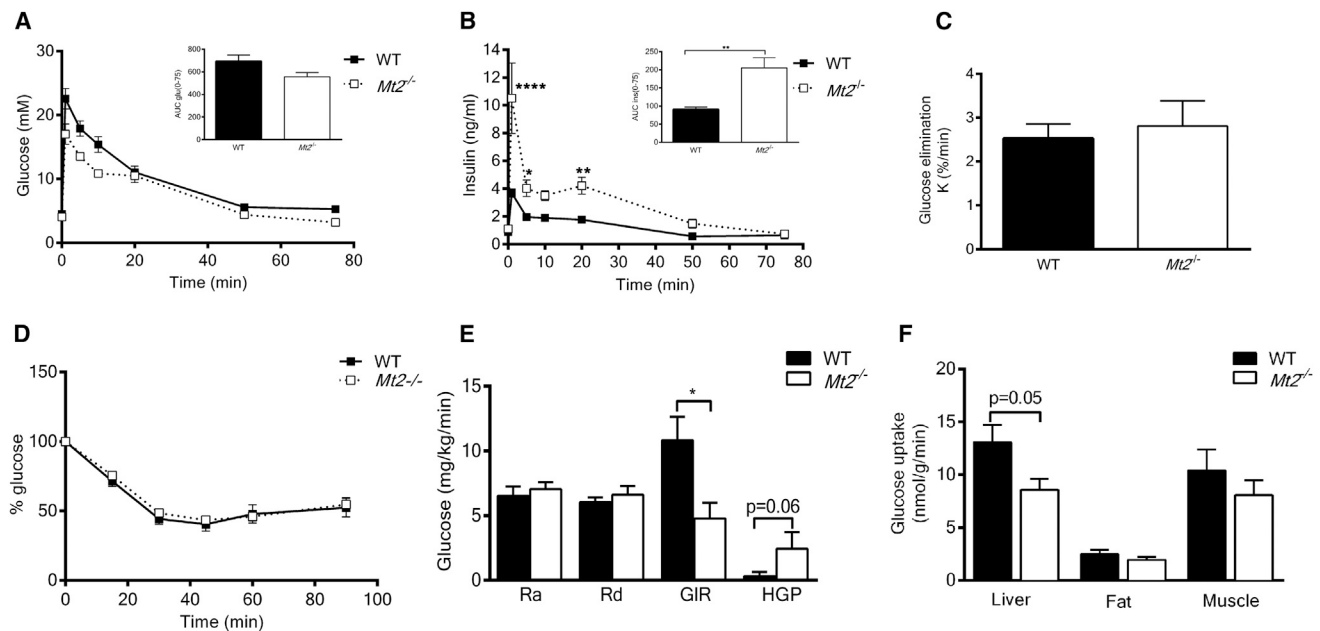 A
30
20
10
0
Glucose (mM)
0 20 40 60 80
Time (min)
800
600
400
200
0
AUC glu(0-75)
WT Mt2-/-
WT
Mt2-/-
B
14
12
10
8
6
4
2
0
Insulin (ng/ml)
****
*
**
0 10 20 30 40 50 60 70 80
Time (min)
250
200
150
100
50
0
AUC ins(0-75)
**
WT Mt2-/-
WT
Mt2-/-
C
4
3
2
1
0
Glucose elimination
K (%/min)
WT Mt2-/-
D
WT
Mt2-/-
150
100
50
0
% glucose
0 20 40 60 80 100
Time (min)
E
WT
Mt2-/-
15
10
5
0
Glucose (mg/kg/min)
*
p=0.06
Ra Rd GIR HGP
F
WT
Mt2-/-
20
15
10
5
0
Glucose uptake
(nmol/g/min)
p=0.05
Liver Fat Muscle